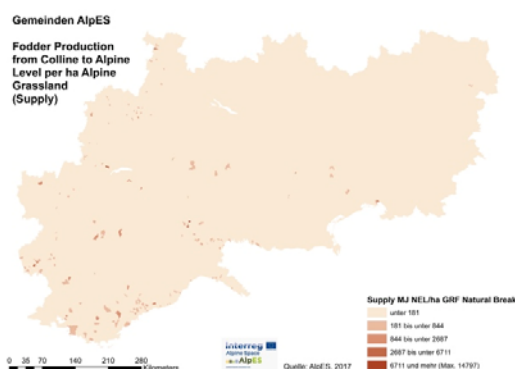 Gemeinden AlpES
Fodder Production
from Colline to Alpine
Level per ha Alpine
Grassland
(Supply)
Supply MJ NEL/ha GRF Natural Break
unter 181
181 bis unter 844
844 bis unter 2687
2687 bis unter 6711
6711 und mehr (Max. 14797)
0 35 70 140 210 280
Kilometers
Interreg
Alpine Space
AlpES
Quelle: AlpES, 2017